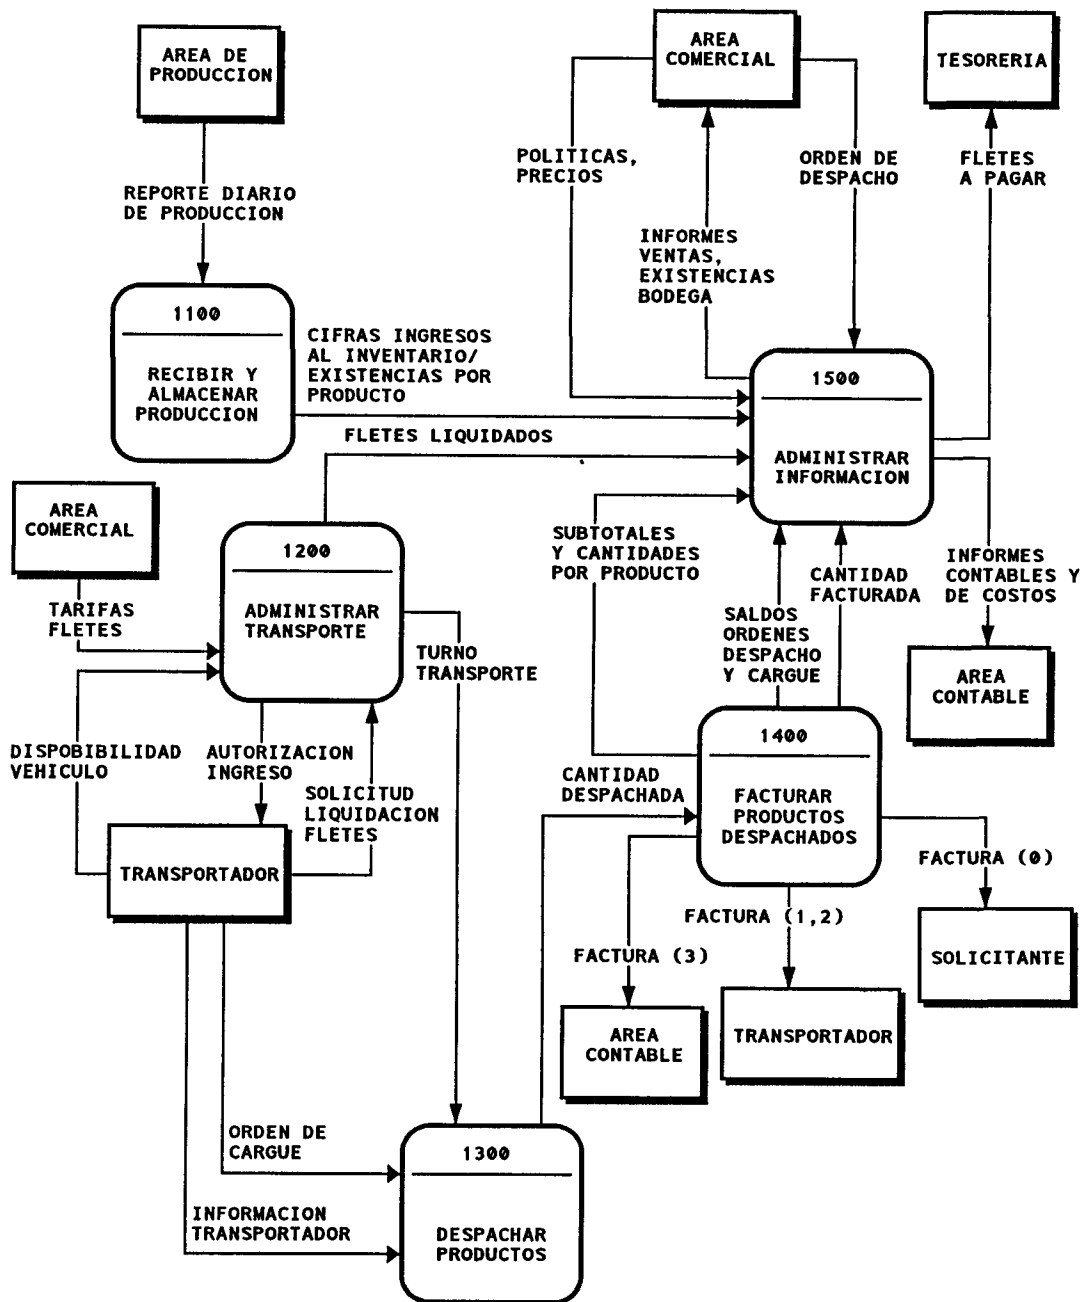 AREA DE
PRODUCCION
AREA
COMERCIAL
TESORERIA
POLITICAS,
PRECIOS
ORDEN DE
DESPACHO
FLETES
A PAGAR
REPORTE DIARIO
DE PRODUCCION
INFORMES
VENTAS,
EXISTENCIAS
BODEGA
1100
RECIBIR Y
ALMACENAR
PRODUCCION
CIFRAS INGRESOS
AL INVENTARIO/
EXISTENCIAS POR
PRODUCTO
1500
ADMINISTRAR
INFORMACION
FLETES LIQUIDADOS
AREA
COMERCIAL
1200
ADMINISTRAR
TRANSPORTE
SUBTOTALES
Y CANTIDADES
POR PRODUCTO
CANTIDAD
FACTURADA
INFORMES
CONTABLES Y
DE COSTOS
TARIFAS
FLETES
SALDOS
ORDENES
DESPACHO
Y CARGUE
TURNO
TRANSPORTE
AREA
CONTABLE
DISPOBIBILIDAD
VEHICULO
AUTORIZACION
INGRESO
SOLICITUD
LIQUIDACION
FLETES
CANTIDAD
DESPACHADA
1400
FACTURAR
PRODUCTOS
DESPACHADOS
TRANSPORTADOR
FACTURA (0)
FACTURA (1,2)
FACTURA (3)
SOLICITANTE
AREA
CONTABLE
TRANSPORTADOR
ORDEN DE
CARGUE
1300
DESPACHAR
PRODUCTOS
INFORMACION
TRANSPORTADOR